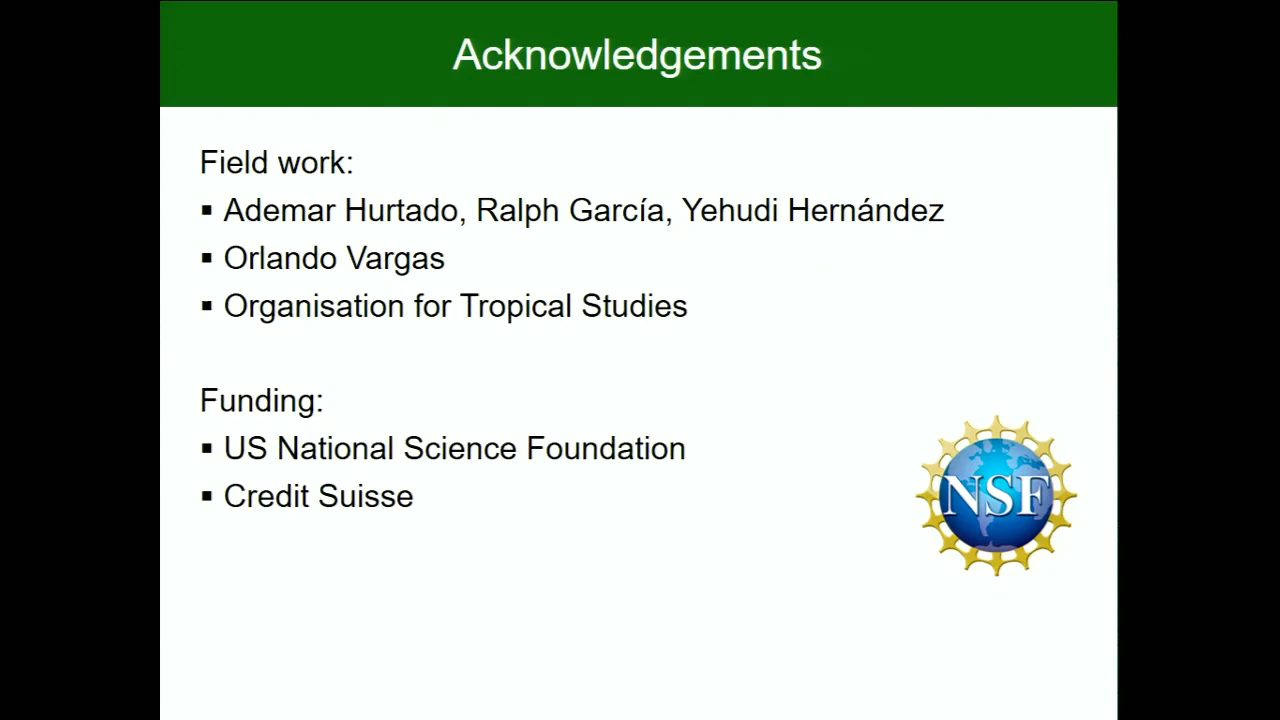 Acknowledgements
Field work:
▪ Ademar Hurtado, Ralph García, Yehudi Hernández
▪ Orlando Vargas
▪ Organisation for Tropical Studies
Funding:
▪ US National Science Foundation
▪ Credit Suisse
NSF